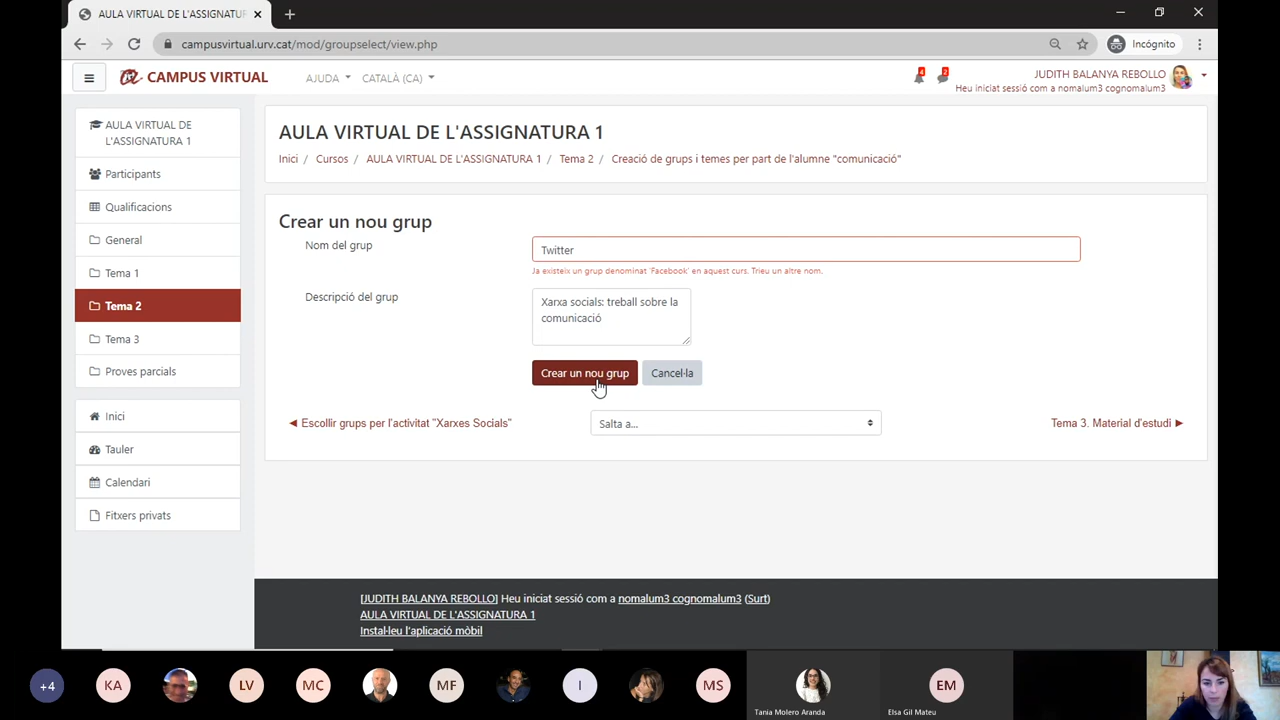 AULA VIRTUAL DE L'ASSIGNATUR
campusvirtual.urv.cat/mod/groupselect/view.php
Incógnito
CAMPUS VIRTUAL
AJUDA
CATALÀ (CA)
4
2
JUDITH BALANYA REBOLLO
Heu iniciat sessió com a nomalum3 cognomalum3
AULA VIRTUAL DE
L'ASSIGNATURA 1
Participants
Qualificacions
General
Tema 1
Tema 2
Tema 3
Proves parcials
Inici
Tauler
Calendari
Fitxers privats
AULA VIRTUAL DE L'ASSIGNATURA 1
Inici / Cursos / AULA VIRTUAL DE L'ASSIGNATURA 1 / Tema 2 / Creació de grups i temes per part de l'alumne "comunicació"
Crear un nou grup
Nom del grup
Twitter
Ja existeix un grup denominat 'Facebook' en aquest curs. Trieu un altre nom.
Descripció del grup
Xarxa socials: treball sobre la
comunicació
Crear un nou grup
Cancel·la
◀ Escollir grups per l'activitat "Xarxes Socials"
Salta a...
Tema 3. Material d'estudi ▶
[JUDITH BALANYA REBOLLO] Heu iniciat sessió com a nomalum3 cognomalum3 (Surt)
AULA VIRTUAL DE L'ASSIGNATURA 1
Instal·leu l'aplicació mòbil
+4
KA
LV
MC
MF
I
MS
Tania Molero Aranda
EM
Elsa Gil Mateu